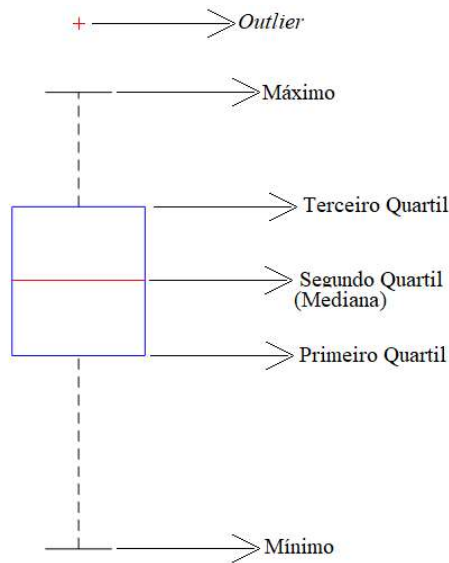 Outlier
Máximo
Terceiro Quartil
Segundo Quartil
(Mediana)
Primeiro Quartil
Mínimo